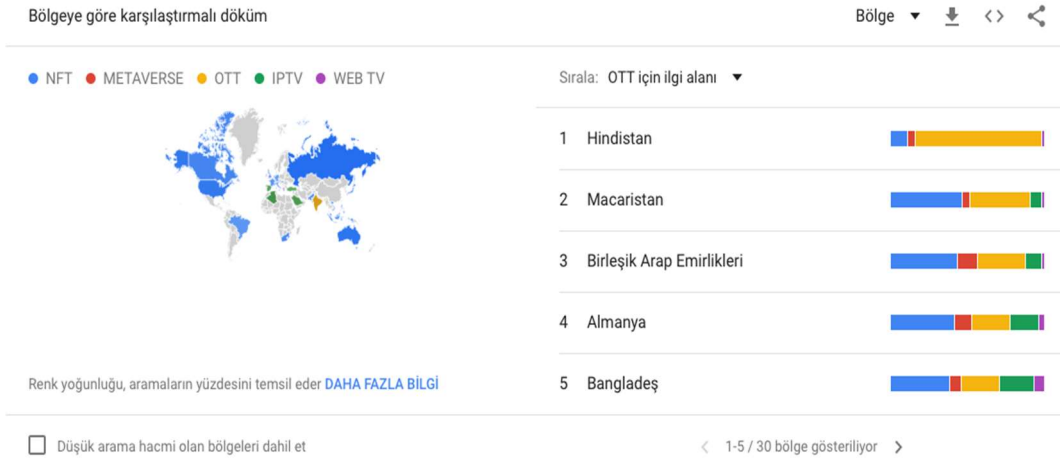 Bölgeye göre karşılaştırmalı döküm
Bölge
NFT METAVERSE OTT IPTV WEB TV
Sırala: OTT için ilgi alanı
1 Hindistan
2 Macaristan
3 Birleşik Arap Emirlikleri
4 Almanya
5 Bangladeş
Renk yoğunluğu, aramaların yüzdesini temsil eder DAHA FAZLA BİLGİ
Düşük arama hacmi olan bölgeleri dahil et
1-5 / 30 bölge gösteriliyor